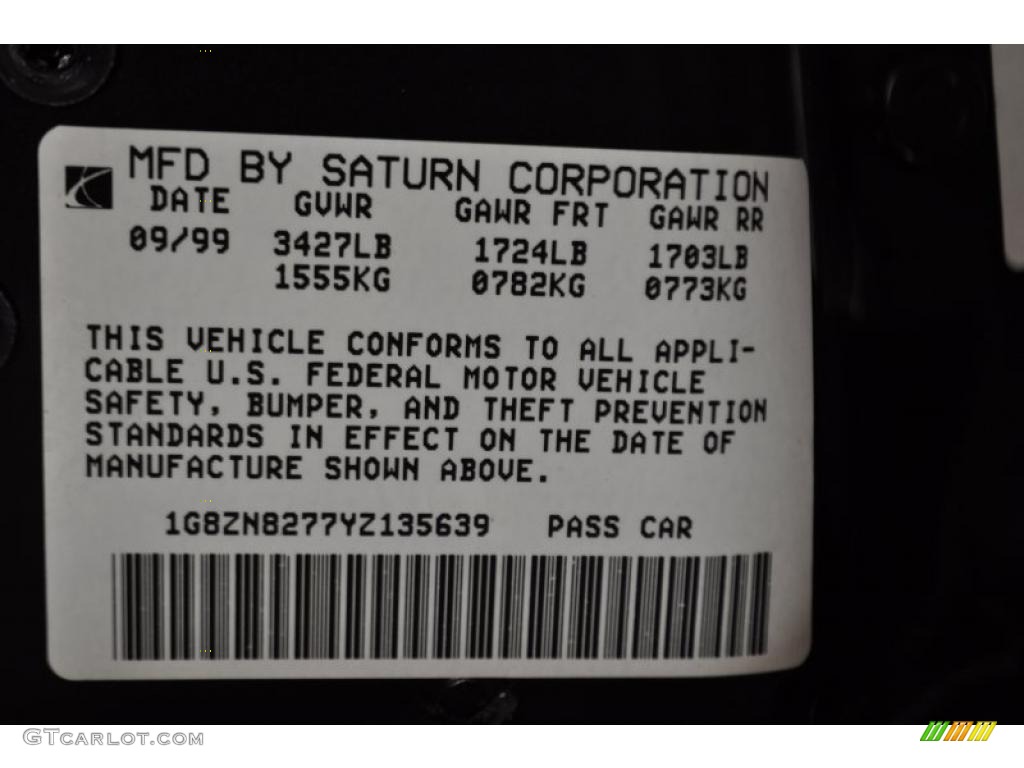 MFD BY SATURN CORPORATION
DATE GVWR GAWR FRT GAWR RR
09/99 3427LB 1724LB 1703LB
1555KG 0782KG 0773KG
THIS VEHICLE CONFORMS TO ALL APPLI-
CABLE U.S. FEDERAL MOTOR VEHICLE
SAFETY, BUMPER, AND THEFT PREVENTION
STANDARDS IN EFFECT ON THE DATE OF
MANUFACTURE SHOWN ABOVE.
1G8ZN8277YZ135639 PASS CAR
GTCARLOT.COM